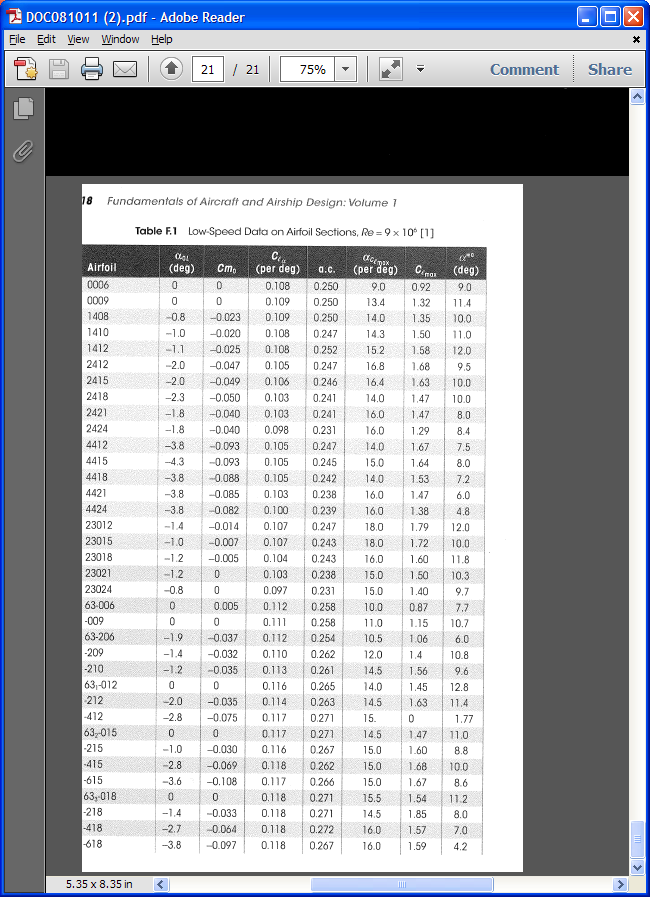 DOC081011 (2).pdf - Adobe Reader
File Edit View Window Help
21 / 21 75% Comment Share
18 Fundamentals of Aircraft and Airship Design: Volume 1
Table F.1 Low-Speed Data on Airfoil Sections, Re = 9 × 10⁶ [1]
Airfoil α0L (deg) Cm₀ Cℓα (per deg) a.c. αCℓmax (per deg) Cℓmax α** (deg)
0006 0 0 0.108 0.250 9.0 0.92 9.0
0009 0 0 0.109 0.250 13.4 1.32 11.4
1408 −0.8 −0.023 0.109 0.250 14.0 1.35 10.0
1410 −1.0 −0.020 0.108 0.247 14.3 1.50 11.0
1412 −1.1 −0.025 0.108 0.252 15.2 1.58 12.0
2412 −2.0 −0.047 0.105 0.247 16.8 1.68 9.5
2415 −2.0 −0.049 0.106 0.246 16.4 1.63 10.0
2418 −2.3 −0.050 0.103 0.241 14.0 1.47 10.0
2421 −1.8 −0.040 0.103 0.241 16.0 1.47 8.0
2424 −1.8 −0.040 0.098 0.231 16.0 1.29 8.4
4412 −3.8 −0.093 0.105 0.247 14.0 1.67 7.5
4415 −4.3 −0.093 0.105 0.245 15.0 1.64 8.0
4418 −3.8 −0.088 0.105 0.242 14.0 1.53 7.2
4421 −3.8 −0.085 0.103 0.238 16.0 1.47 6.0
4424 −3.8 −0.082 0.100 0.239 16.0 1.38 4.8
23012 −1.4 −0.014 0.107 0.247 18.0 1.79 12.0
23015 −1.0 −0.007 0.107 0.243 18.0 1.72 10.0
23018 −1.2 −0.005 0.104 0.243 16.0 1.60 11.8
23021 −1.2 0 0.103 0.238 15.0 1.50 10.3
23024 −0.8 0 0.097 0.231 15.0 1.40 9.7
63-006 0 0.005 0.112 0.258 10.0 0.87 7.7
-009 0 0 0.111 0.258 11.0 1.15 10.7
63-206 −1.9 −0.037 0.112 0.254 10.5 1.06 6.0
-209 −1.4 −0.032 0.110 0.262 12.0 1.4 10.8
-210 −1.2 −0.035 0.113 0.261 14.5 1.56 9.6
63₁-012 0 0 0.116 0.265 14.0 1.45 12.8
-212 −2.0 −0.035 0.114 0.263 14.5 1.63 11.4
-412 −2.8 −0.075 0.117 0.271 15. 0 1.77
63₂-015 0 0 0.117 0.271 14.5 1.47 11.0
-215 −1.0 −0.030 0.116 0.267 15.0 1.60 8.8
-415 −2.8 −0.069 0.118 0.262 15.0 1.68 10.0
-615 −3.6 −0.108 0.117 0.266 15.0 1.67 8.6
63₃-018 0 0 0.118 0.271 15.5 1.54 11.2
-218 −1.4 −0.033 0.118 0.271 14.5 1.85 8.0
-418 −2.7 −0.064 0.118 0.272 16.0 1.57 7.0
-618 −3.8 −0.097 0.118 0.267 16.0 1.59 4.2
5.35 x 8.35 in